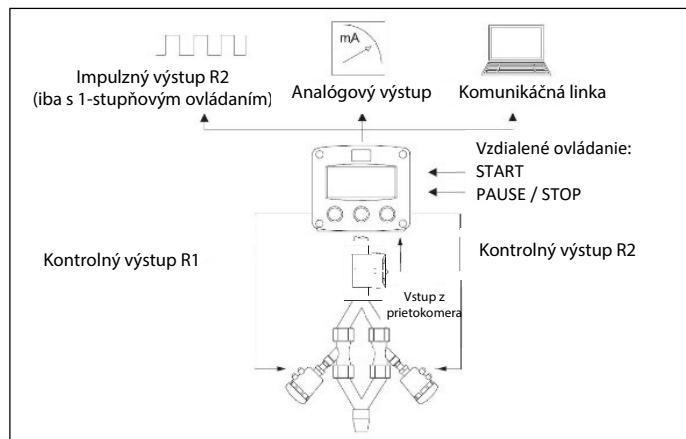 mA
Impulzný výstup R2
(iba s 1-stupňovým ovládaním)
Analógový výstup
Komunikáčná linka
Vzdialené ovládanie:
START
PAUSE / STOP
Kontrolný výstup R1
Kontrolný výstup R2
Vstup z
prietokomera